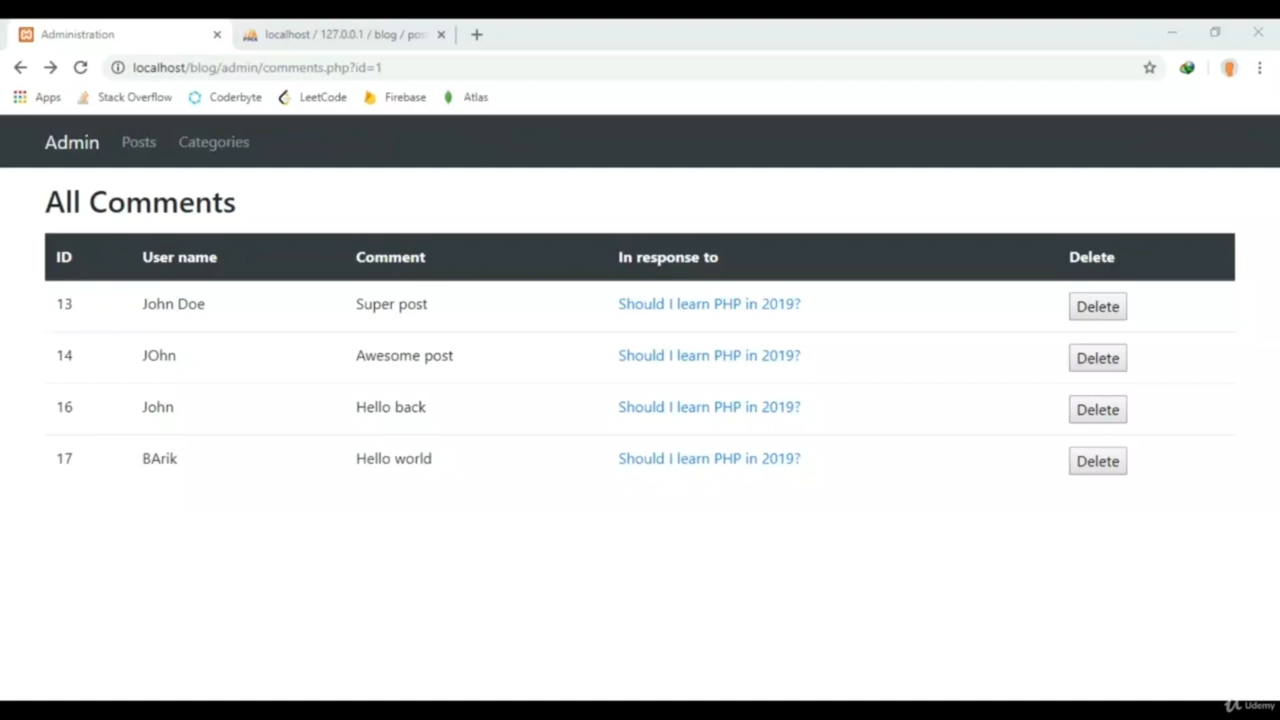 Administration
localhost / 127.0.0.1 / blog / pos
localhost/blog/admin/comments.php?id=1
Apps Stack Overflow Coderbyte LeetCode Firebase Atlas
Admin Posts Categories
All Comments
ID User name Comment In response to Delete
13 John Doe Super post Should I learn PHP in 2019? Delete
14 JOhn Awesome post Should I learn PHP in 2019? Delete
16 John Hello back Should I learn PHP in 2019? Delete
17 BArik Hello world Should I learn PHP in 2019? Delete
Udemy